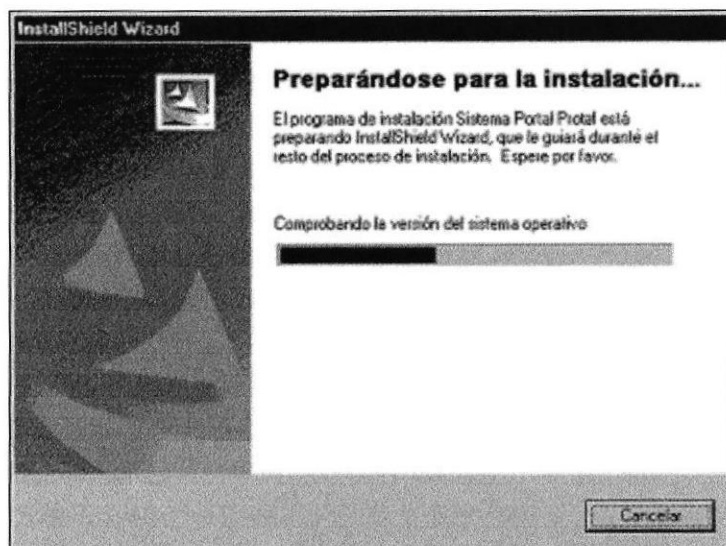 InstallShield Wizard
Preparándose para la instalación...
El programa de instalación Sistema Portal Protal está
preparando InstallShield Wizard, que le guiará durante el
resto del proceso de instalación. Espere por favor.
Comprobando la versión del sistema operativo
Cancelar